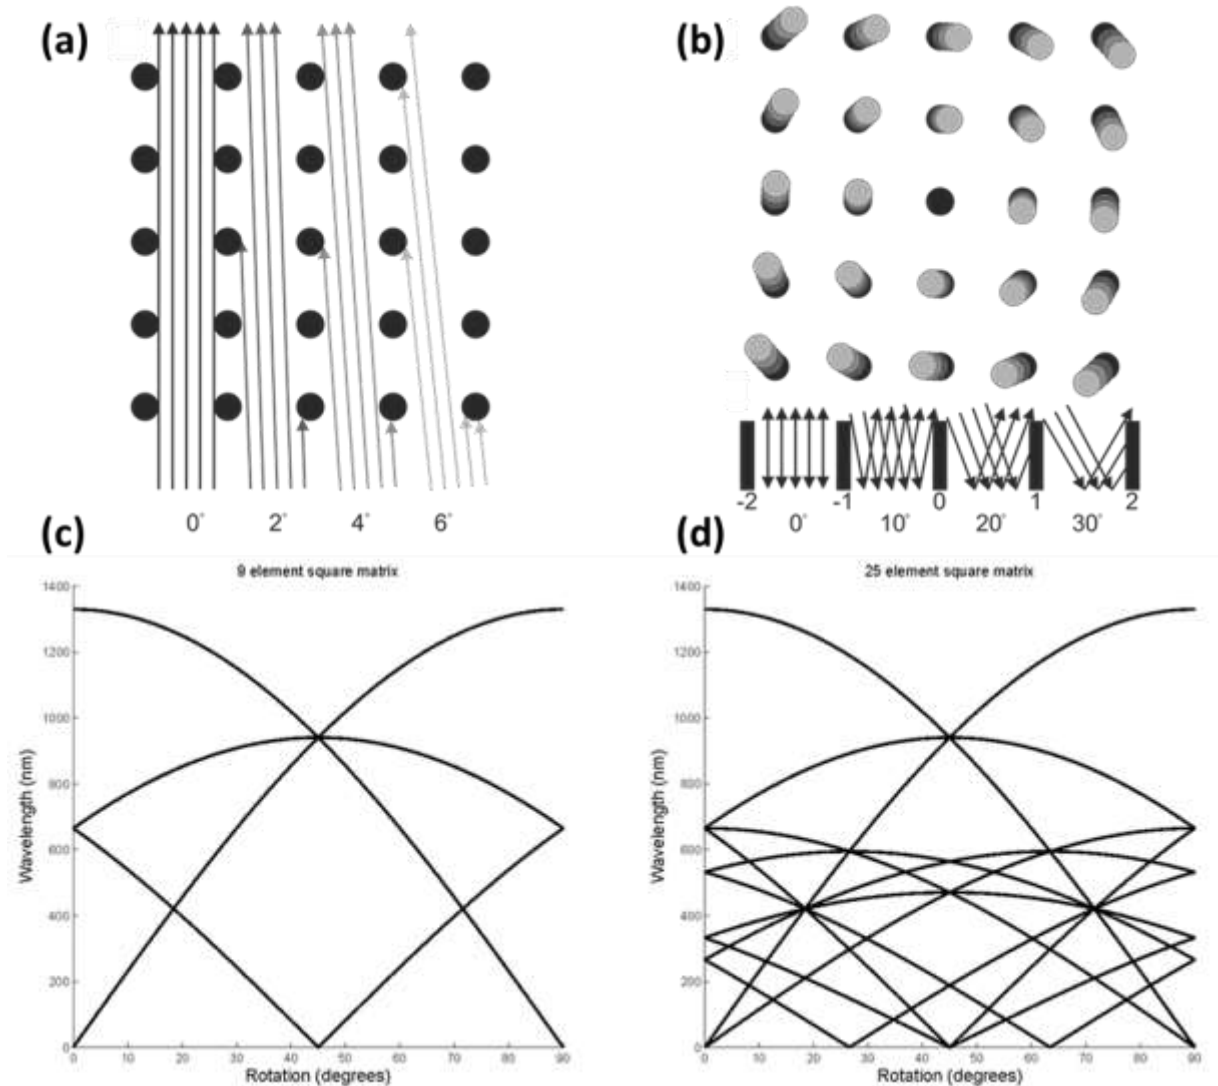 (a)
(b)
0° 2° 4° 6°
-2 -1 0 1 2
0° 10° 20° 30°
(c)
(d)
9 element square matrix
1400
1200
1000
800
600
400
200
0
Wavelength (nm)
0 10 20 30 40 50 60 70 80 90
Rotation (degrees)
25 element square matrix
1400
1200
1000
800
600
400
200
0
Wavelength (nm)
0 10 20 30 40 50 60 70 80 90
Rotation (degrees)